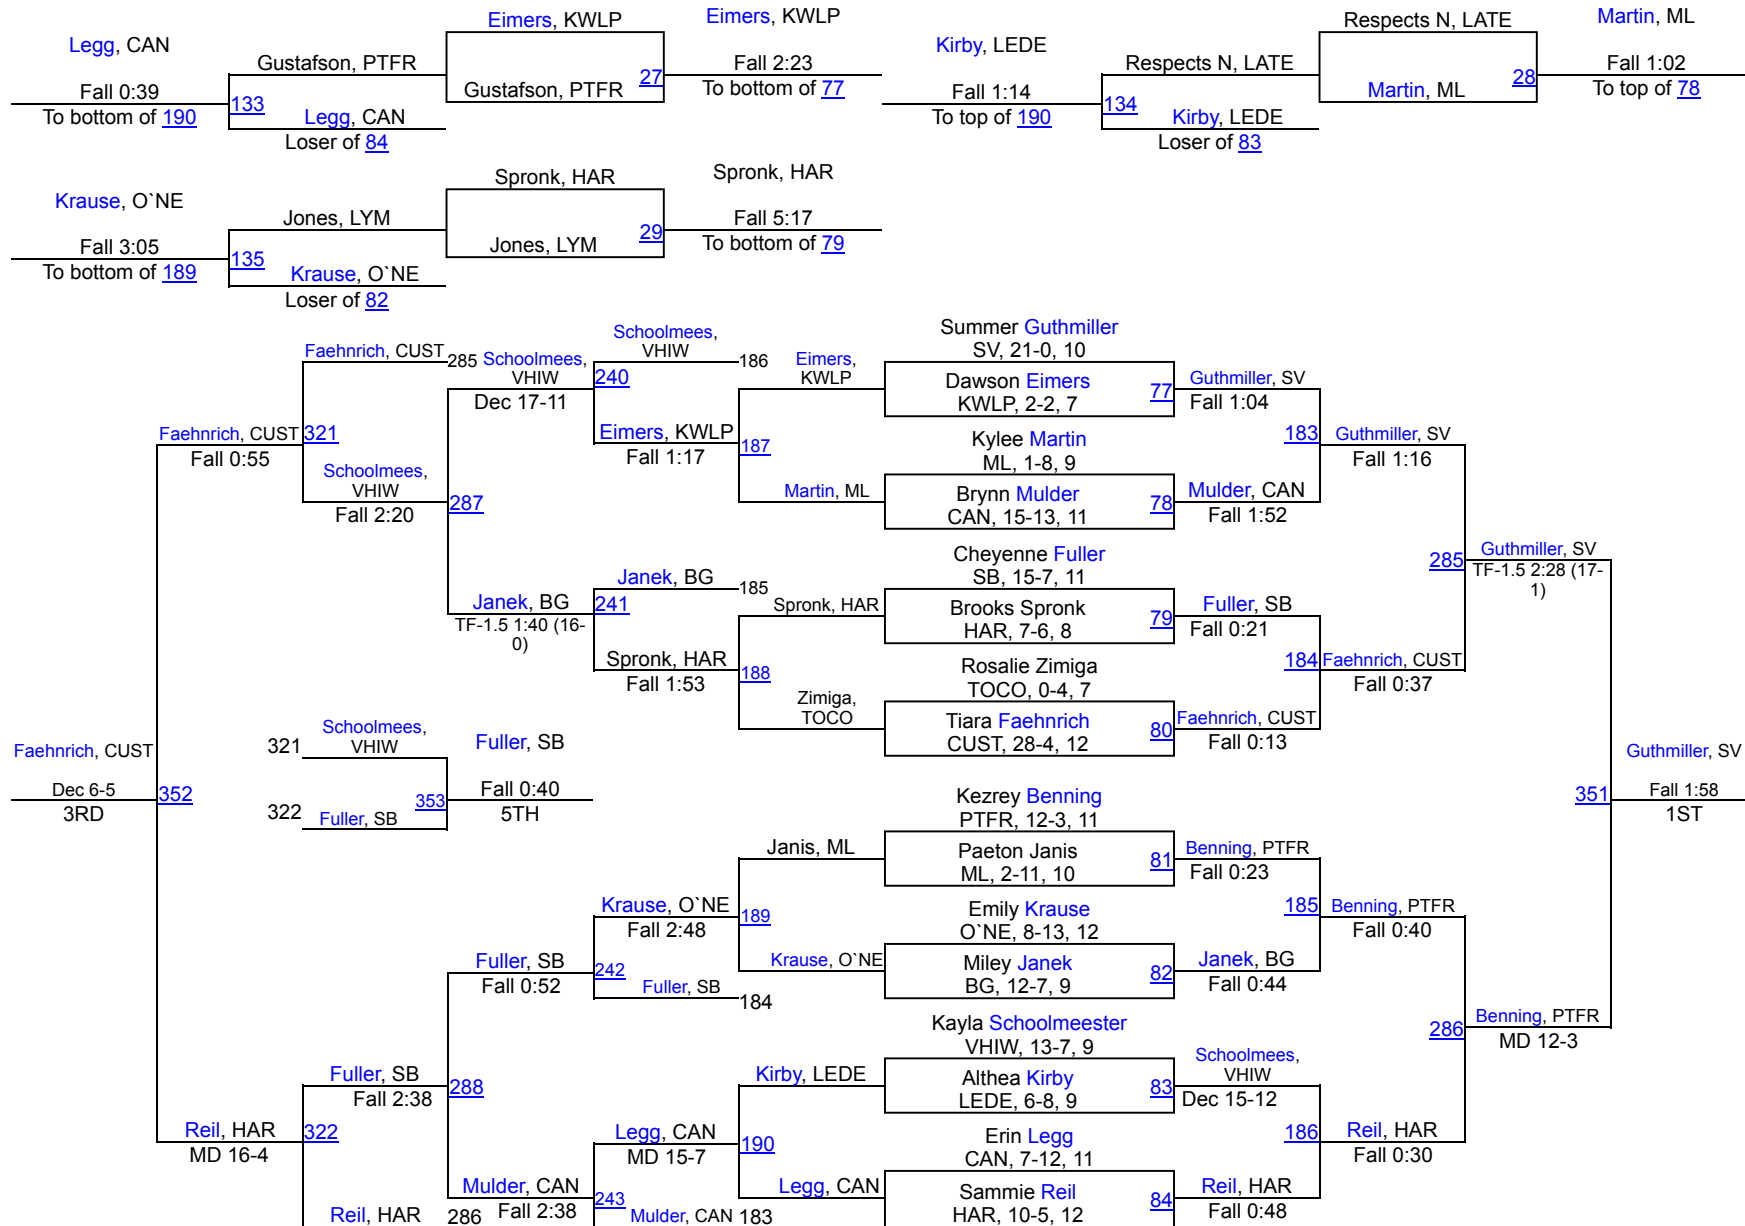 Eimers, KWLP
Eimers, KWLP
Respects N, LATE
Martin, ML
Legg, CAN
Kirby, LEDE
Gustafson, PTFR
Fall 2:23
Respects N, LATE
Fall 1:02
Fall 0:39
27
Gustafson, PTFR
To bottom of 77
Fall 1:14
28
Martin, ML
To top of 78
To bottom of 190
133
To top of 190
134
Legg, CAN
Kirby, LEDE
Loser of 84
Loser of 83
Spronk, HAR
Spronk, HAR
Krause, O`NE
Jones, LYM
Fall 5:17
Fall 3:05
29
Jones, LYM
To bottom of 79
To bottom of 189
135
Krause, O`NE
Loser of 82
Summer Guthmiller
SV, 21-0, 10
Schoolmees,
VHIW
Faehnrich, CUST
285
Schoolmees,
VHIW
186
Eimers,
KWLP
240
Dec 17-11
Dawson Eimers
KWLP, 2-2, 7
77
Guthmiller, SV
Fall 1:04
Faehnrich, CUST
321
Fall 0:55
Eimers, KWLP
Fall 1:17
187
Kylee Martin
ML, 1-8, 9
183
Guthmiller, SV
Fall 1:16
Schoolmees,
VHIW
Fall 2:20
287
Martin, ML
Brynn Mulder
CAN, 15-13, 11
78
Mulder, CAN
Fall 1:52
Cheyenne Fuller
SB, 15-7, 11
285
Guthmiller, SV
TF-1.5 2:28 (17-
1)
Janek, BG
185
Janek, BG
241
TF-1.5 1:40 (16-
0)
Spronk, HAR
Brooks Spronk
HAR, 7-6, 8
79
Fuller, SB
Fall 0:21
Spronk, HAR
Fall 1:53
188
Rosalie Zimiga
TOCO, 0-4, 7
184
Faehnrich, CUST
Fall 0:37
Zimiga,
TOCO
Tiara Faehnrich
CUST, 28-4, 12
80
Faehnrich, CUST
Fall 0:13
Faehnrich, CUST
321
Schoolmees,
VHIW
Fuller, SB
Guthmiller, SV
Dec 6-5
352
3RD
322
Fuller, SB
353
Fall 0:40
5TH
351
Fall 1:58
1ST
Kezrey Benning
PTFR, 12-3, 11
Janis, ML
Paeton Janis
ML, 2-11, 10
81
Benning, PTFR
Fall 0:23
Krause, O`NE
Fall 2:48
189
Emily Krause
O`NE, 8-13, 12
185
Benning, PTFR
Fall 0:40
Fuller, SB
Fall 0:52
242
Krause, O`NE
Miley Janek
BG, 12-7, 9
82
Janek, BG
Fall 0:44
Fuller, SB
184
Kayla Schoolmeester
VHIW, 13-7, 9
286
Benning, PTFR
MD 12-3
Fuller, SB
Fall 2:38
288
Kirby, LEDE
Althea Kirby
LEDE, 6-8, 9
83
Schoolmees,
VHIW
Dec 15-12
Reil, HAR
MD 16-4
322
Legg, CAN
MD 15-7
190
Erin Legg
CAN, 7-12, 11
186
Reil, HAR
Fall 0:30
Mulder, CAN
Fall 2:38
243
Legg, CAN
Sammie Reil
HAR, 10-5, 12
84
Reil, HAR
Fall 0:48
Reil, HAR
286
Mulder, CAN
183